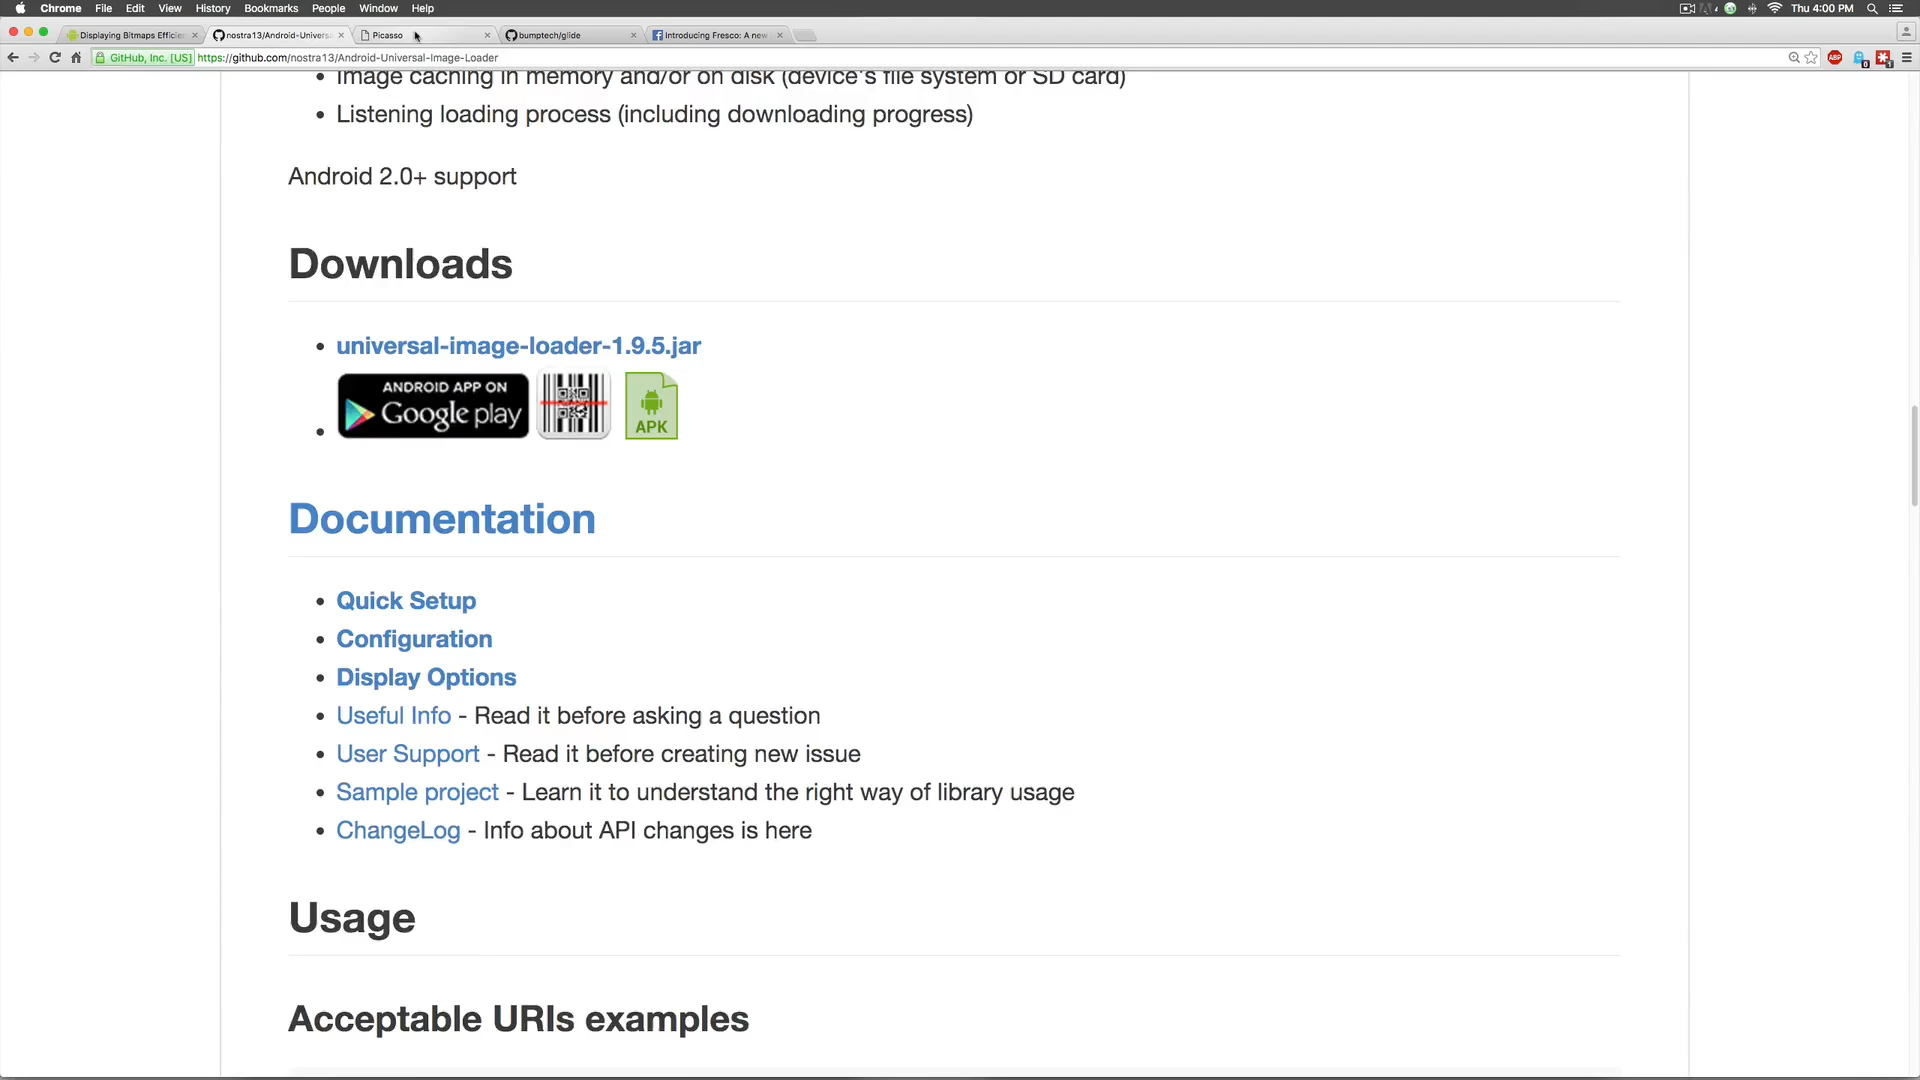 Chrome File Edit View History Bookmarks People Window Help Thu 4:00 PM
Displaying Bitmaps Efficien nostra13/Android-Universa Picasso bumptech/glide Introducing Fresco: A new
GitHub, Inc. [US] https://github.com/nostra13/Android-Universal-Image-Loader ABP 0 1
Image caching in memory and/or on disk (device's file system or SD card)
Listening loading process (including downloading progress)
Android 2.0+ support
Downloads
universal-image-loader-1.9.5.jar
ANDROID APP ON
Google play
APK
Documentation
Quick Setup
Configuration
Display Options
Useful Info - Read it before asking a question
User Support - Read it before creating new issue
Sample project - Learn it to understand the right way of library usage
ChangeLog - Info about API changes is here
Usage
Acceptable URIs examples